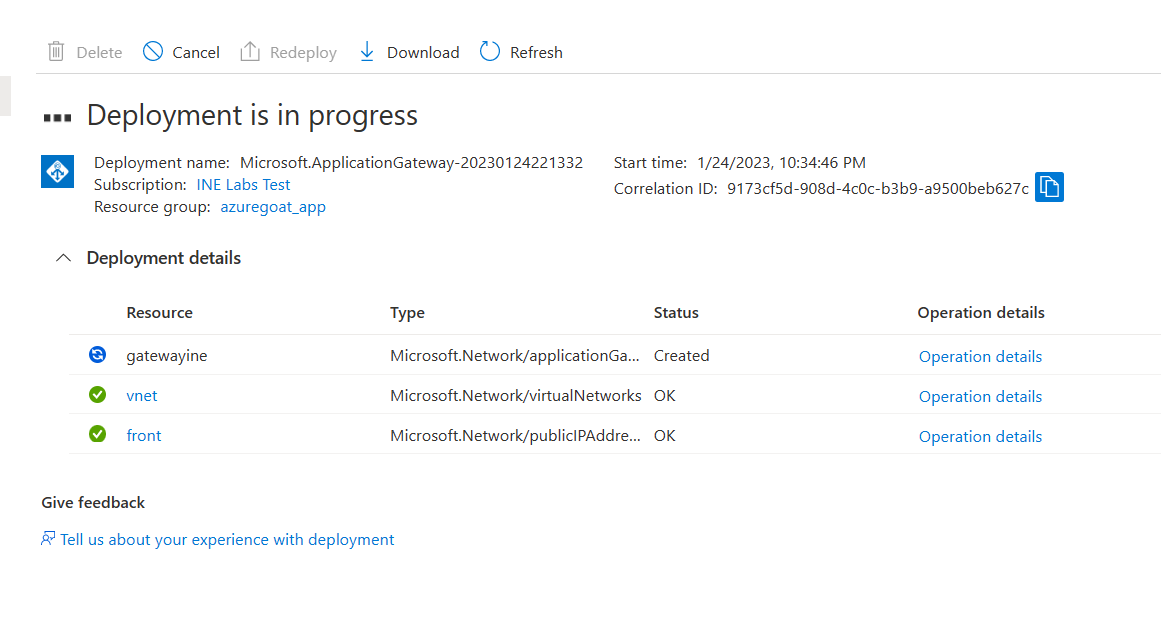 Delete Cancel Redeploy Download Refresh
Deployment is in progress
Deployment name: Microsoft.ApplicationGateway-20230124221332 Start time: 1/24/2023, 10:34:46 PM
Subscription: INE Labs Test Correlation ID: 9173cf5d-908d-4c0c-b3b9-a9500beb627c
Resource group: azuregoat_app
Deployment details
Resource Type Status Operation details
gatewayine Microsoft.Network/applicationGa... Created Operation details
vnet Microsoft.Network/virtualNetworks OK Operation details
front Microsoft.Network/publicIPAddre... OK Operation details
Give feedback
Tell us about your experience with deployment